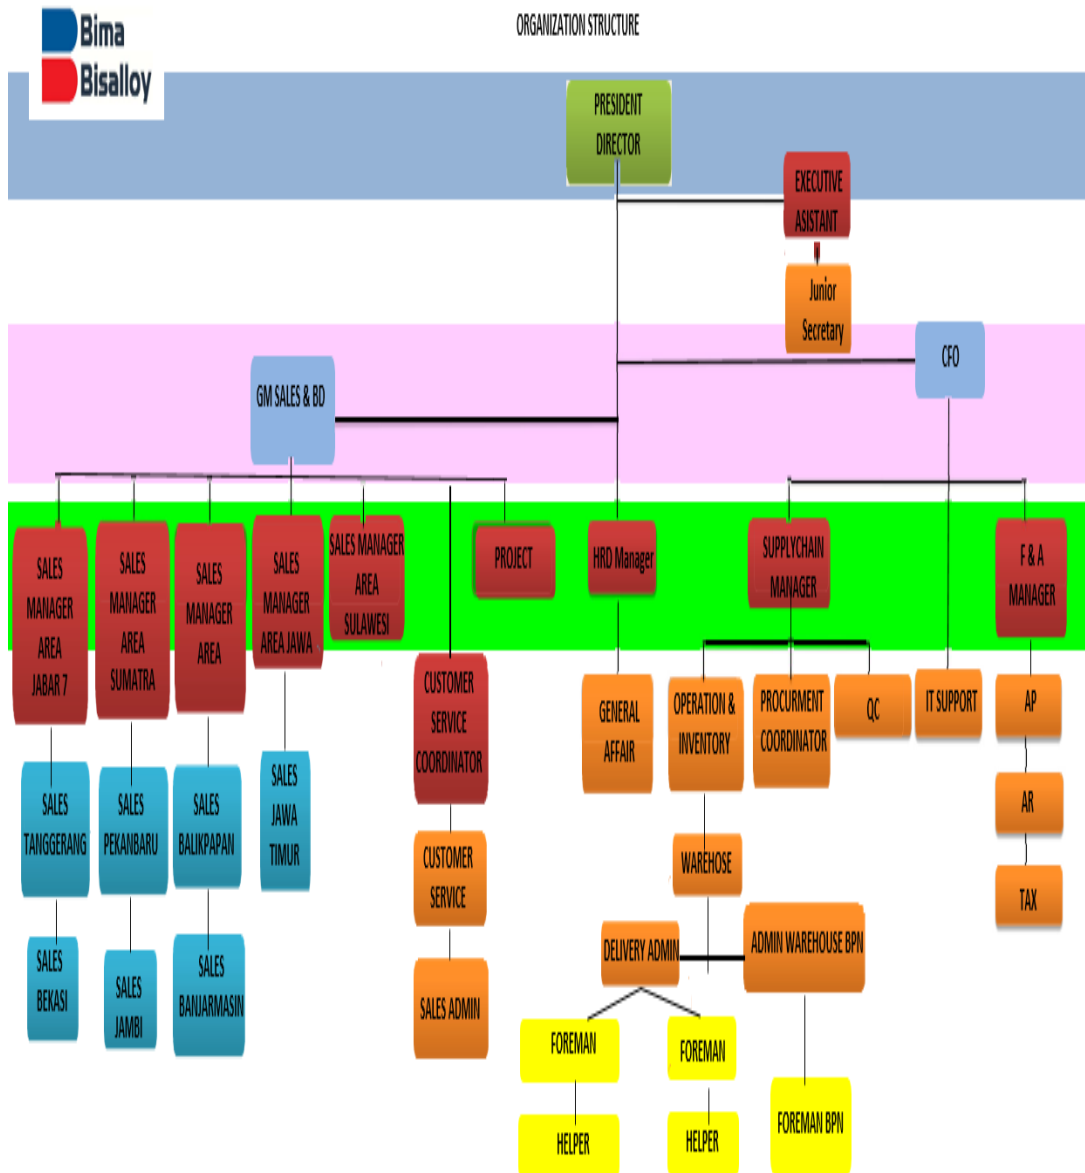 Bima
Bisalloy
ORGANIZATION STRUCTURE
PRESIDENT
DIRECTOR
EXECUTIVE
ASISTANT
Junior
Secretary
CFO
GM SALES & BD
SALES
MANAGER
AREA
JABAR 7
SALES
MANAGER
AREA
SUMATRA
SALES
MANAGER
AREA
SALES
MANAGER
AREA JAWA
SALES MANAGER
AREA
SULAWESI
PROJECT
HRD Manager
SUPPLYCHAIN
MANAGER
F & A
MANAGER
CUSTOMER
SERVICE
COORDINATOR
GENERAL
AFFAIR
OPERATION &
INVENTORY
PROCURMENT
COORDINATOR
QC
IT SUPPORT
AP
SALES
TANGGERANG
SALES
PEKANBARU
SALES
BALIKPAPAN
SALES
JAWA
TIMUR
AR
CUSTOMER
SERVICE
WAREHOSE
TAX
SALES
BEKASI
SALES
JAMBI
SALES
BANJARMASIN
SALES ADMIN
DELIVERY ADMIN
ADMIN WAREHOUSE BPN
FOREMAN
FOREMAN
FOREMAN BPN
HELPER
HELPER